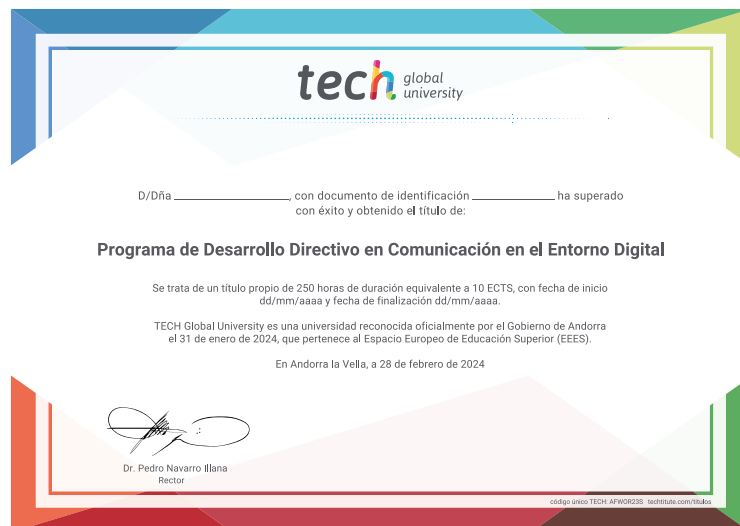 tech global
university
D/Dña ________________, con documento de identificación ____________ ha superado
con éxito y obtenido el título de:
Programa de Desarrollo Directivo en Comunicación en el Entorno Digital
Se trata de un título propio de 250 horas de duración equivalente a 10 ECTS, con fecha de inicio
dd/mm/aaaa y fecha de finalización dd/mm/aaaa.
TECH Global University es una universidad reconocida oficialmente por el Gobierno de Andorra
el 31 de enero de 2024, que pertenece al Espacio Europeo de Educación Superior (EEES).
En Andorra la Vella, a 28 de febrero de 2024
Dr. Pedro Navarro Illana
Rector
código único TECH: AFWOR23S techtitute.com/titulos